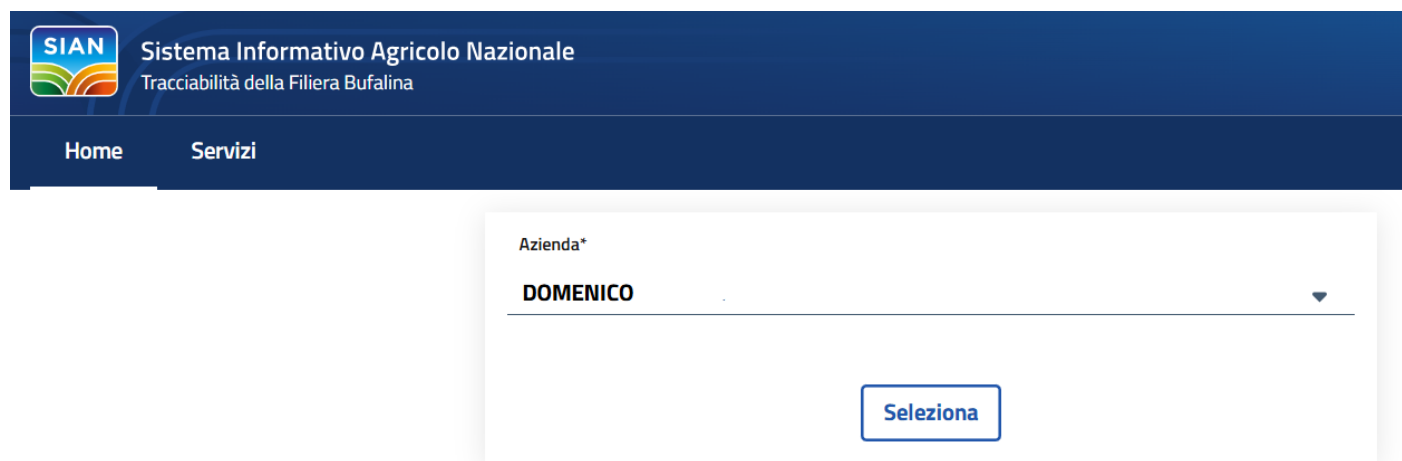 SIAN
Sistema Informativo Agricolo Nazionale
Tracciabilità della Filiera Bufalina
Home Servizi
Azienda*
DOMENICO
Seleziona